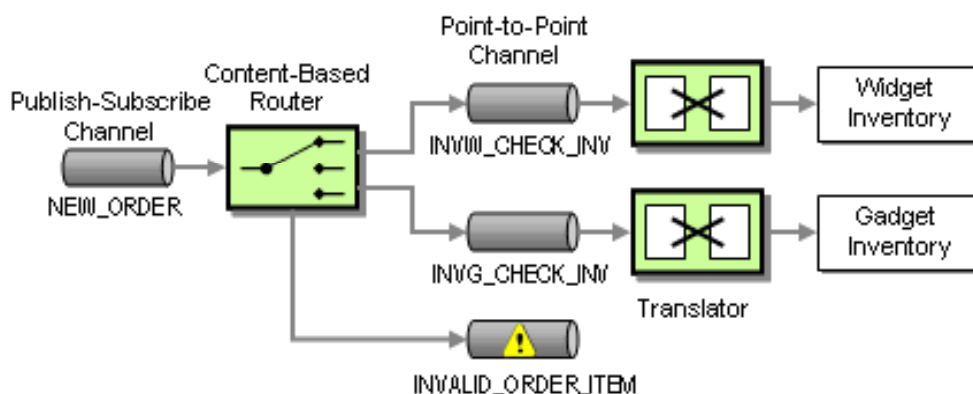 Publish-Subscribe
Channel
NEW_ORDER
Content-Based
Router
Point-to-Point
Channel
INVW_CHECK_INV
Widget
Inventory
INVG_CHECK_INV
Translator
Gadget
Inventory
INVALID_ORDER_ITEM